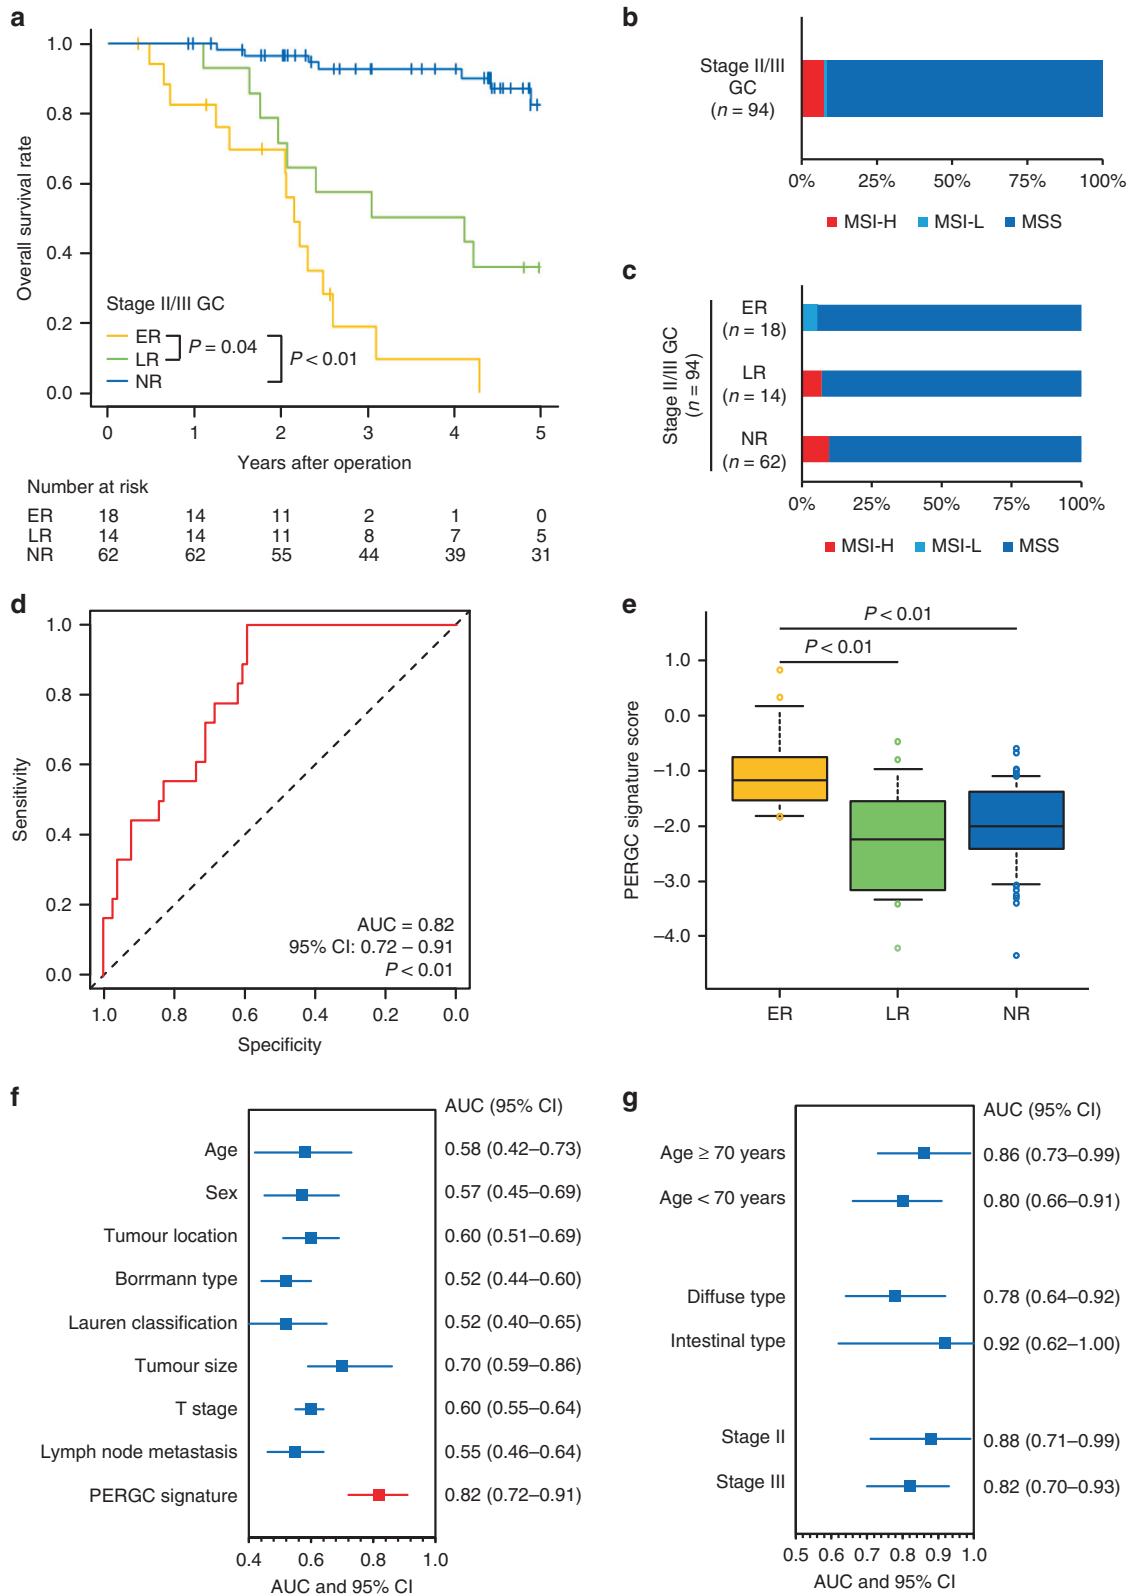 a
1.0
0.8
0.6
0.4
0.2
0.0
Overall survival rate
Stage II/III GC
ER
LR
NR
P = 0.04
P < 0.01
0 1 2 3 4 5
Years after operation
Number at risk
ER 18 14 11 2 1 0
LR 14 14 11 8 7 5
NR 62 62 55 44 39 31
b
Stage II/III
GC
(n = 94)
0% 25% 50% 75% 100%
MSI-H MSI-L MSS
c
Stage II/III GC
(n = 94)
ER
(n = 18)
LR
(n = 14)
NR
(n = 62)
0% 25% 50% 75% 100%
MSI-H MSI-L MSS
d
1.0
0.8
0.6
0.4
0.2
0.0
Sensitivity
AUC = 0.82
95% CI: 0.72 – 0.91
P < 0.01
1.0 0.8 0.6 0.4 0.2 0.0
Specificity
e
P < 0.01
P < 0.01
1.0
0.0
−1.0
−2.0
−3.0
−4.0
PERGC signature score
ER LR NR
f
AUC (95% CI)
Age 0.58 (0.42–0.73)
Sex 0.57 (0.45–0.69)
Tumour location 0.60 (0.51–0.69)
Borrmann type 0.52 (0.44–0.60)
Lauren classification 0.52 (0.40–0.65)
Tumour size 0.70 (0.59–0.86)
T stage 0.60 (0.55–0.64)
Lymph node metastasis 0.55 (0.46–0.64)
PERGC signature 0.82 (0.72–0.91)
0.4 0.6 0.8 1.0
AUC and 95% CI
g
AUC (95% CI)
Age ≥ 70 years 0.86 (0.73–0.99)
Age < 70 years 0.80 (0.66–0.91)
Diffuse type 0.78 (0.64–0.92)
Intestinal type 0.92 (0.62–1.00)
Stage II 0.88 (0.71–0.99)
Stage III 0.82 (0.70–0.93)
0.5 0.6 0.7 0.8 0.9 1.0
AUC and 95% CI